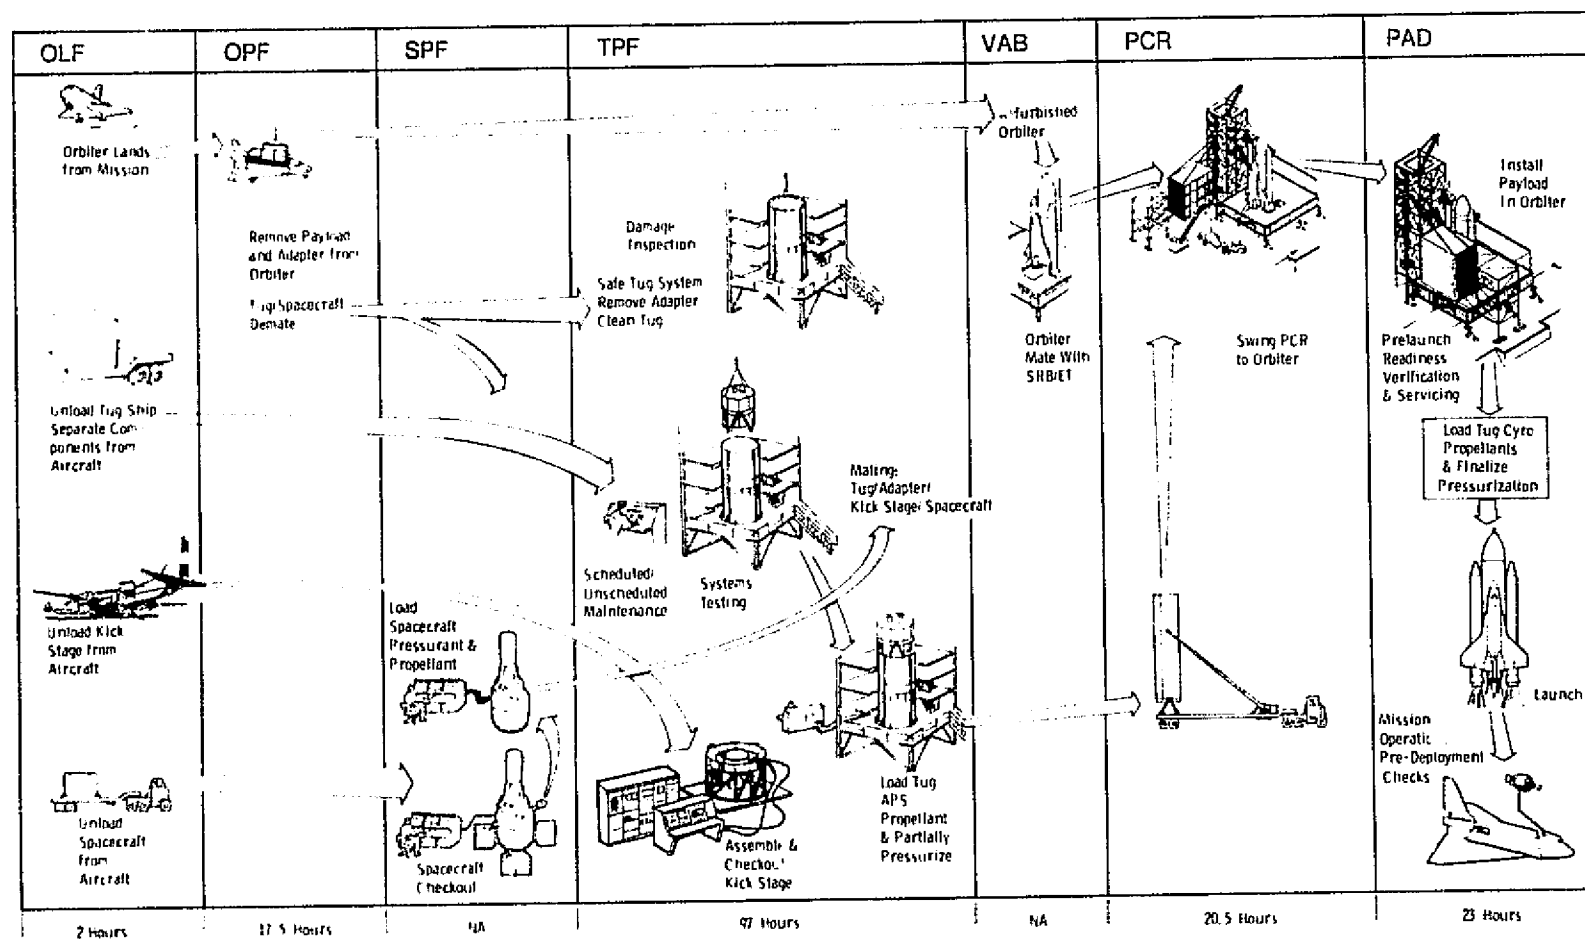 OLF
OPF
SPF
TPF
VAB
PCR
PAD
Orbiter Lands
from Mission
Unload Tug Ship
Separate Com-
ponents from
Aircraft
Unload Kick
Stage from
Aircraft
Unload
Spacecraft
from
Aircraft
Remove Payload
and Adapter from
Orbiter
Tug/Spacecraft
Demate
Load
Spacecraft
Pressurant &
Propellant
Spacecraft
Checkout
Damage
Inspection
Safe Tug System
Remove Adapter
Clean Tug
Scheduled/
Unscheduled
Maintenance
Systems
Testing
Mating:
Tug/Adapter/
Kick Stage/Spacecraft
Assemble &
Checkout
Kick Stage
Load Tug
APS
Propellant
& Partially
Pressurize
furbished
Orbiter
Orbiter
Mate With
SRB/ET
Swing PCR
to Orbiter
Install
Payload
In Orbiter
Prelaunch
Readiness
Verification
& Servicing
Load Tug Cyro
Propellants
& Finalize
Pressurization
Launch
Mission
Operatic
Pre-Deployment
Checks
2 Hours
17.5 Hours
NA
97 Hours
NA
20.5 Hours
23 Hours